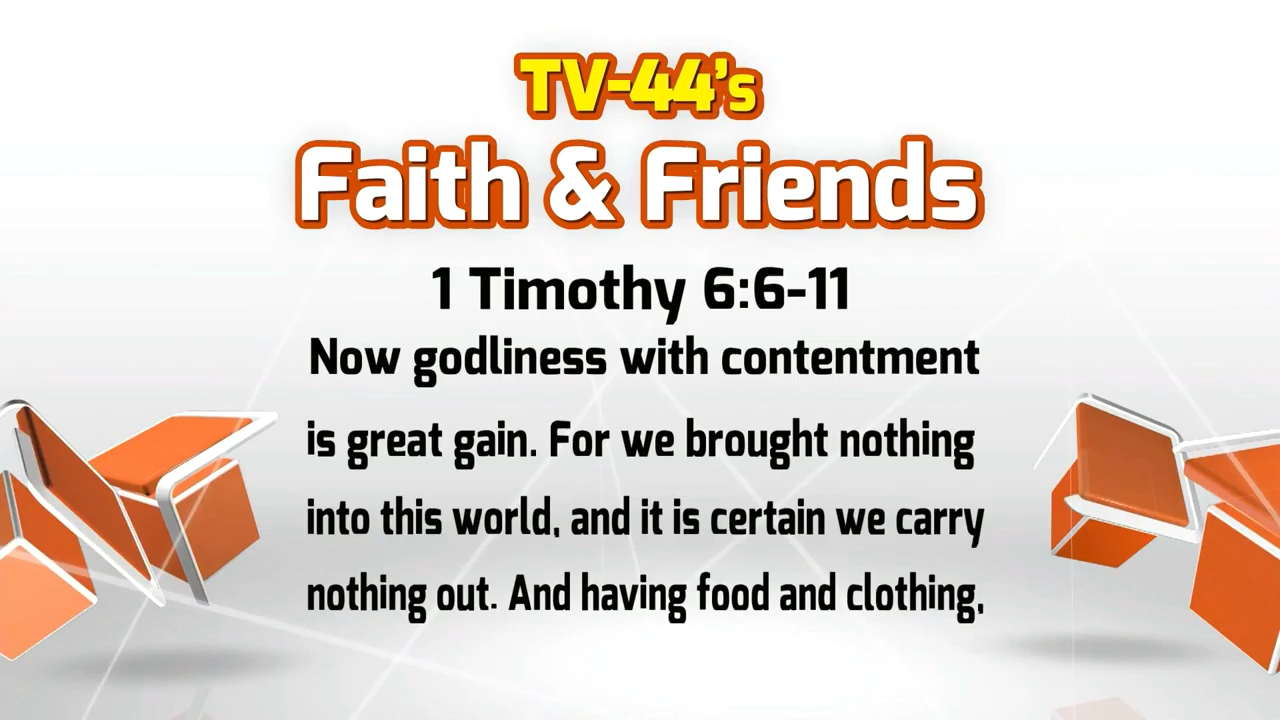 TV-44's
Faith & Friends
1 Timothy 6:6-11
Now godliness with contentment
is great gain. For we brought nothing
into this world, and it is certain we carry
nothing out. And having food and clothing,